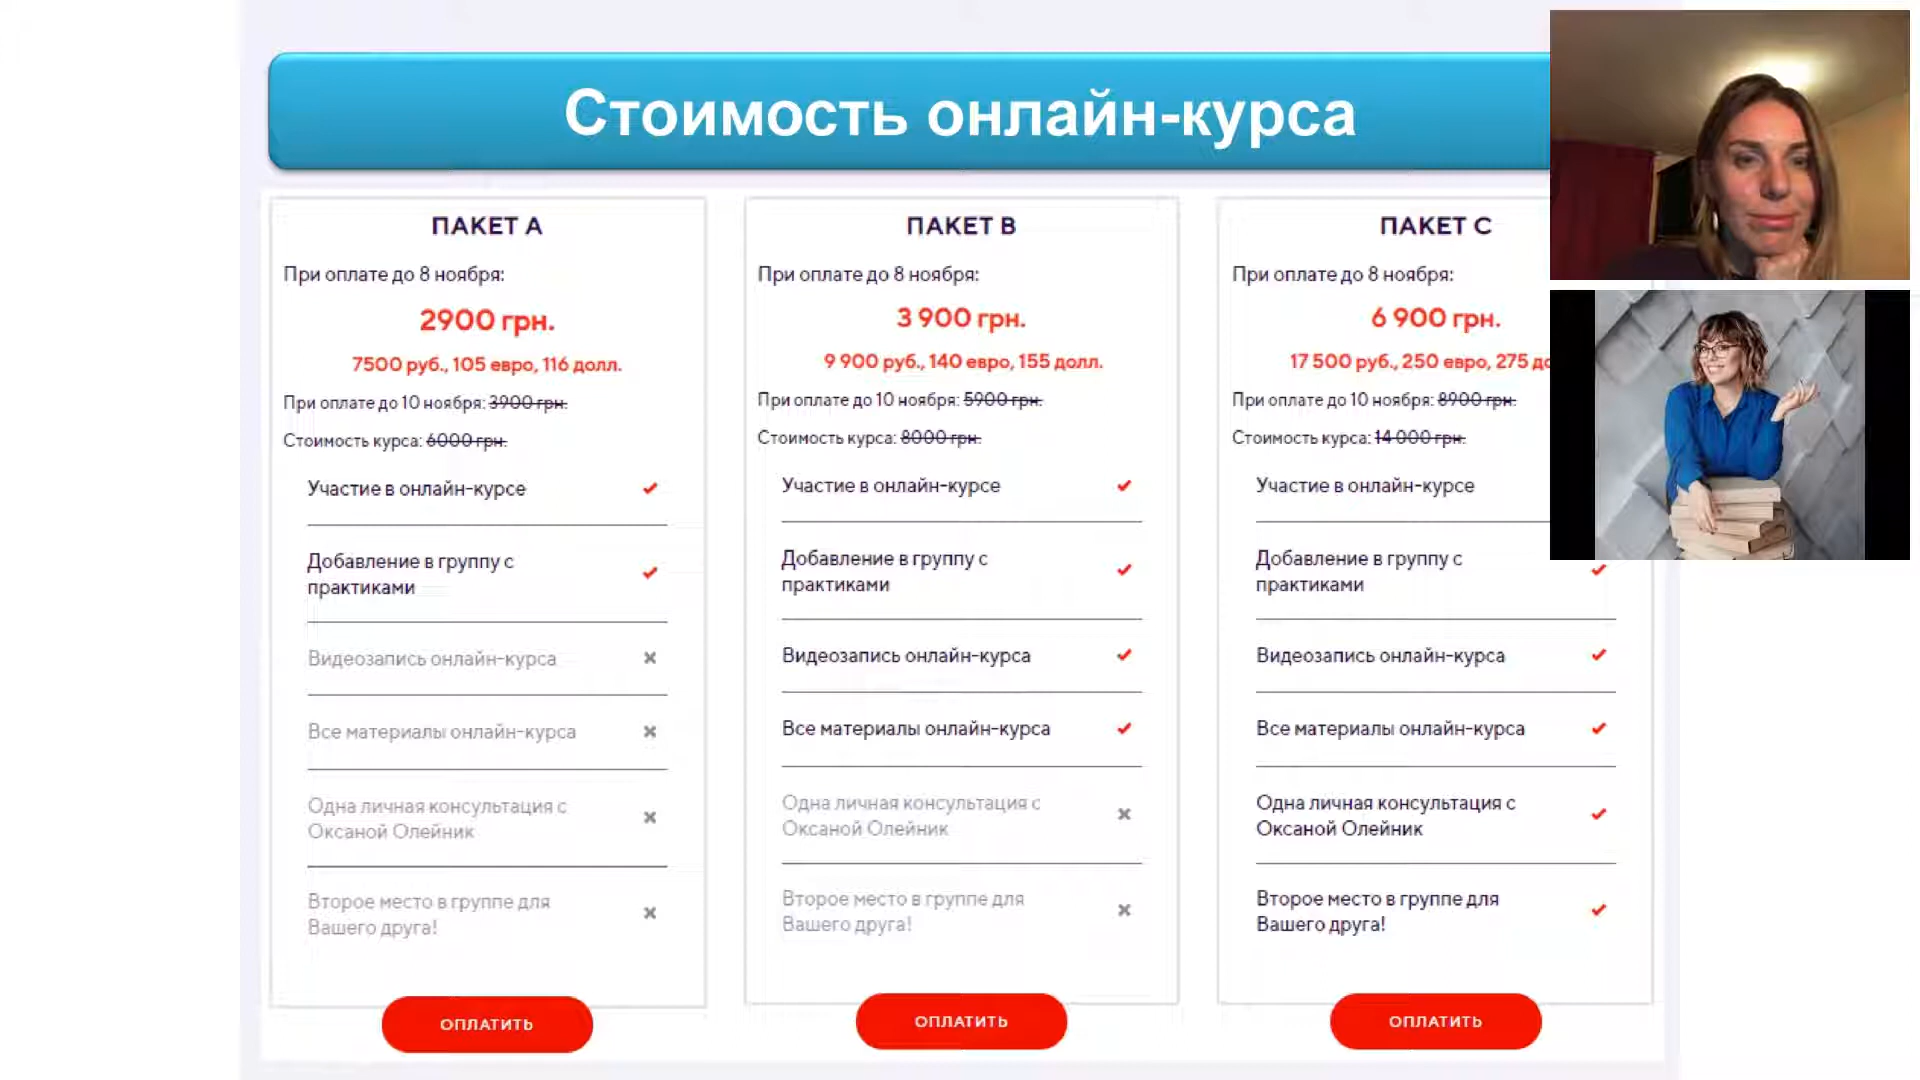 Стоимость онлайн-курса
ПАКЕТ A
При оплате до 8 ноября:
2900 грн.
7500 руб., 105 евро, 116 долл.
При оплате до 10 ноября: 3900 грн.
Стоимость курса: 6000 грн.
Участие в онлайн-курсе
Добавление в группу с
практиками
Видеозапись онлайн-курса
Все материалы онлайн-курса
Одна личная консультация с
Оксаной Олейник
Второе место в группе для
Вашего друга!
ОПЛАТИТЬ
ПАКЕТ B
При оплате до 8 ноября:
3 900 грн.
9 900 руб., 140 евро, 155 долл.
При оплате до 10 ноября: 5900 грн.
Стоимость курса: 8000 грн.
Участие в онлайн-курсе
Добавление в группу с
практиками
Видеозапись онлайн-курса
Все материалы онлайн-курса
Одна личная консультация с
Оксаной Олейник
Второе место в группе для
Вашего друга!
ОПЛАТИТЬ
ПАКЕТ C
При оплате до 8 ноября:
6 900 грн.
17 500 руб., 250 евро, 275
При оплате до 10 ноября: 8900 грн.
Стоимость курса: 14 000 грн.
Участие в онлайн-курсе
Добавление в группу с
практиками
Видеозапись онлайн-курса
Все материалы онлайн-курса
Одна личная консультация с
Оксаной Олейник
Второе место в группе для
Вашего друга!
ОПЛАТИТЬ